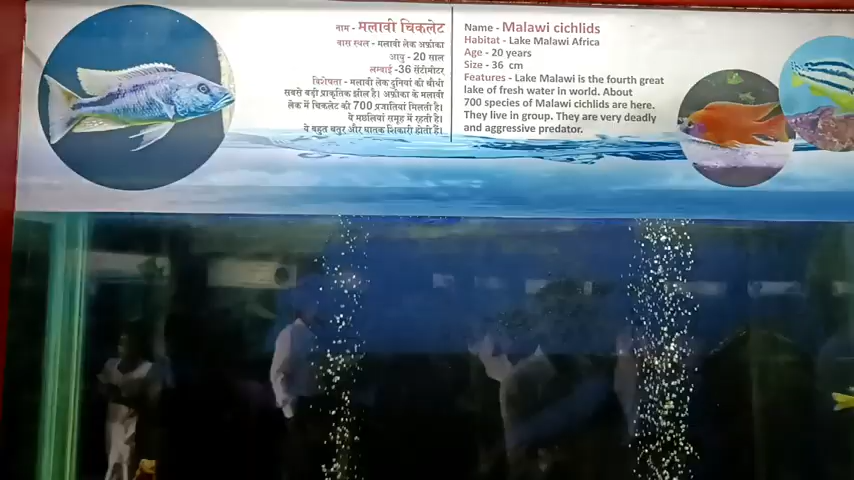 नाम - मलावी चिकलेट
वास स्थल - मलावी लेक अफ्रीका
आयु - 20 साल
लम्बाई -36 सेंटीमीटर
विशेषता - मलावी लेक दुनियां की चौथी
सबसे बड़ी प्राकृतिक झील है। अफ्रीका के मलावी
लेक में चिकलेट की 700 प्रजातियां मिलती है।
ये मछलियां समूह में रहती है।
ये बहुत चतुर और घातक शिकारी होती हैं।
Name - Malawi cichlids
Habitat - Lake Malawi Africa
Age - 20 years
Size - 36 cm
Features - Lake Malawi is the fourth great
lake of fresh water in world. About
700 species of Malawi cichlids are here.
They live in group. They are very deadly
and aggressive predator.